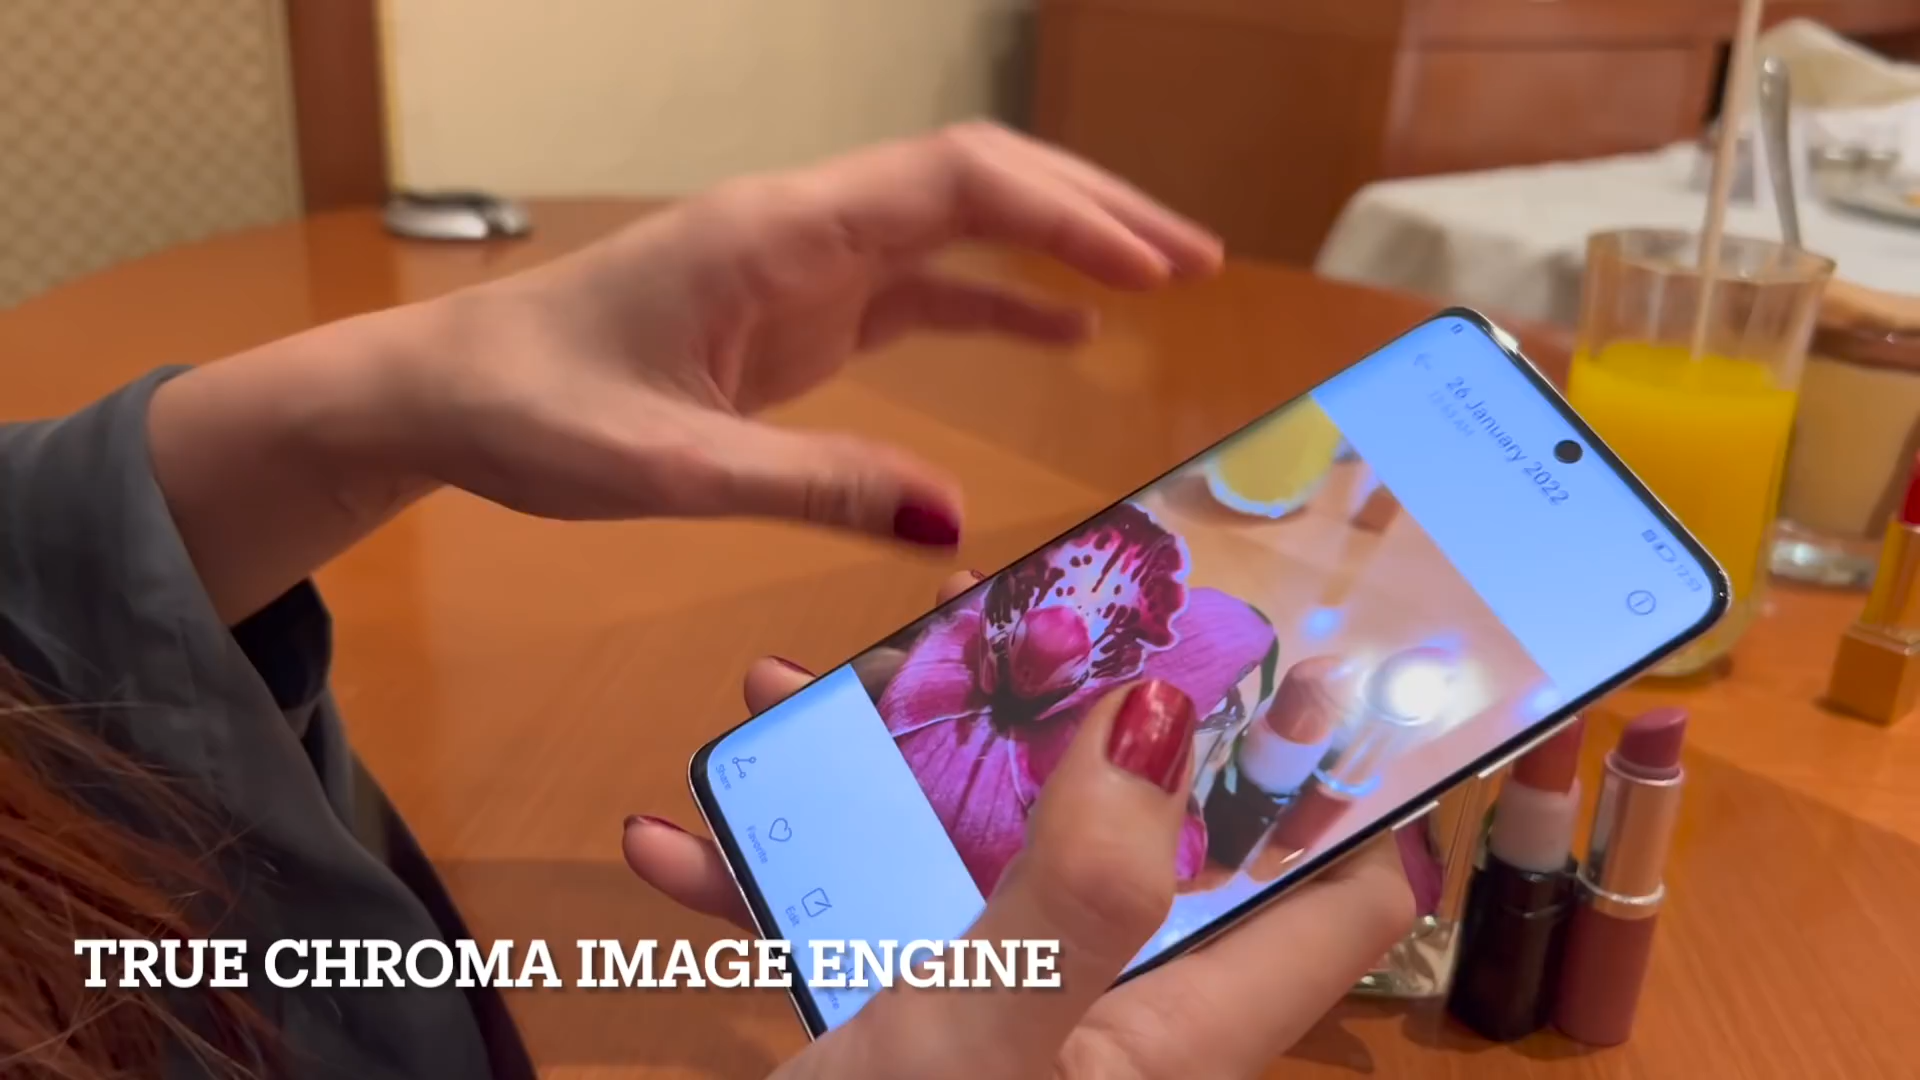 26 January 2022
Share
Favorite
Edit
TRUE CHROMA IMAGE ENGINE